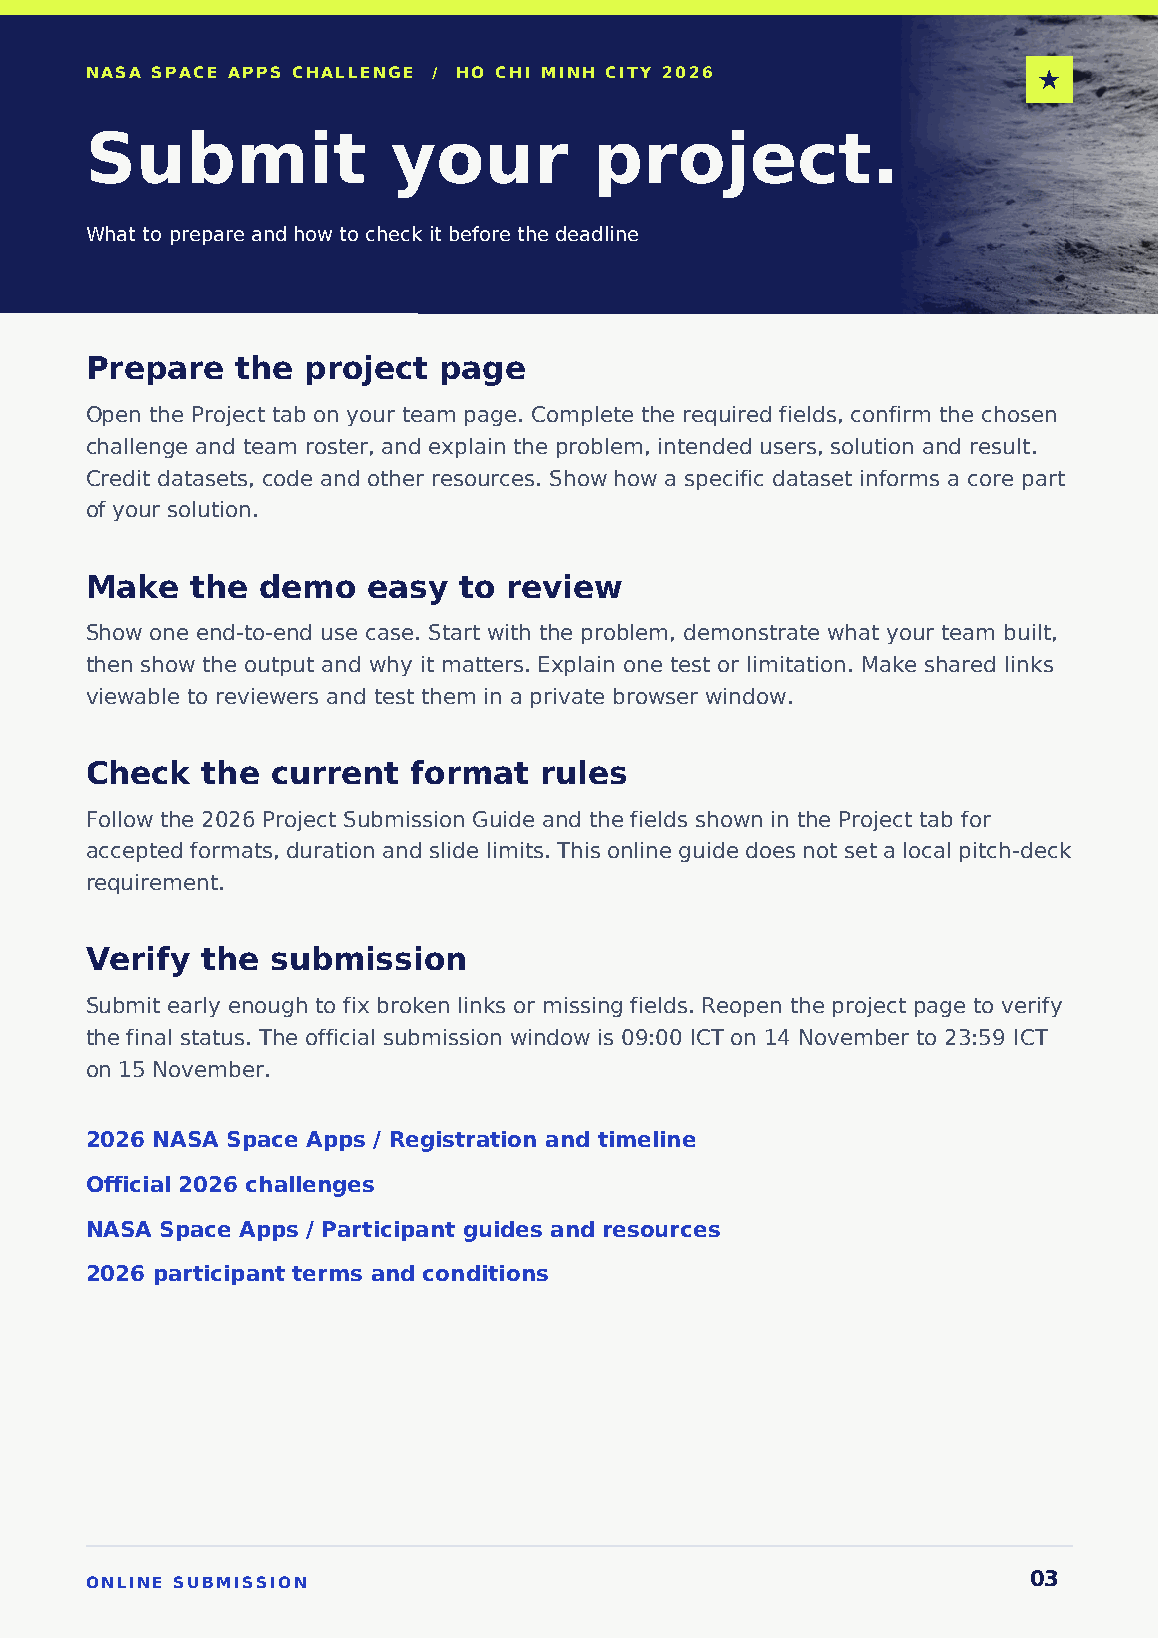 NASA SPACE APPS CHALLENGE / HO CHI MINH CITY 2026
Submit your project.
What to prepare and how to check it before the deadline
Prepare the project page
Open the Project tab on your team page. Complete the required fields, confirm the chosen
challenge and team roster, and explain the problem, intended users, solution and result.
Credit datasets, code and other resources. Show how a specific dataset informs a core part
of your solution.
Make the demo easy to review
Show one end-to-end use case. Start with the problem, demonstrate what your team built,
then show the output and why it matters. Explain one test or limitation. Make shared links
viewable to reviewers and test them in a private browser window.
Check the current format rules
Follow the 2026 Project Submission Guide and the fields shown in the Project tab for
accepted formats, duration and slide limits. This online guide does not set a local pitch-deck
requirement.
Verify the submission
Submit early enough to fix broken links or missing fields. Reopen the project page to verify
the final status. The official submission window is 09:00 ICT on 14 November to 23:59 ICT
on 15 November.
2026 NASA Space Apps / Registration and timeline
Official 2026 challenges
NASA Space Apps / Participant guides and resources
2026 participant terms and conditions
ONLINE SUBMISSION
03